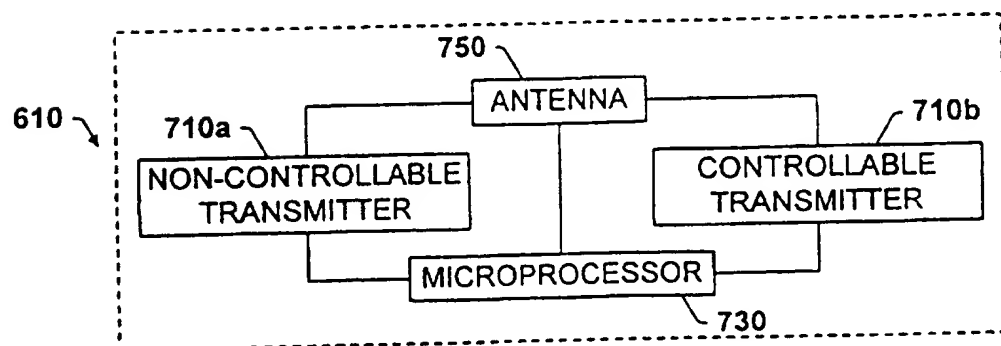 750
ANTENNA
610
710a
710b
NON-CONTROLLABLE
TRANSMITTER
CONTROLLABLE
TRANSMITTER
MICROPROCESSOR
730